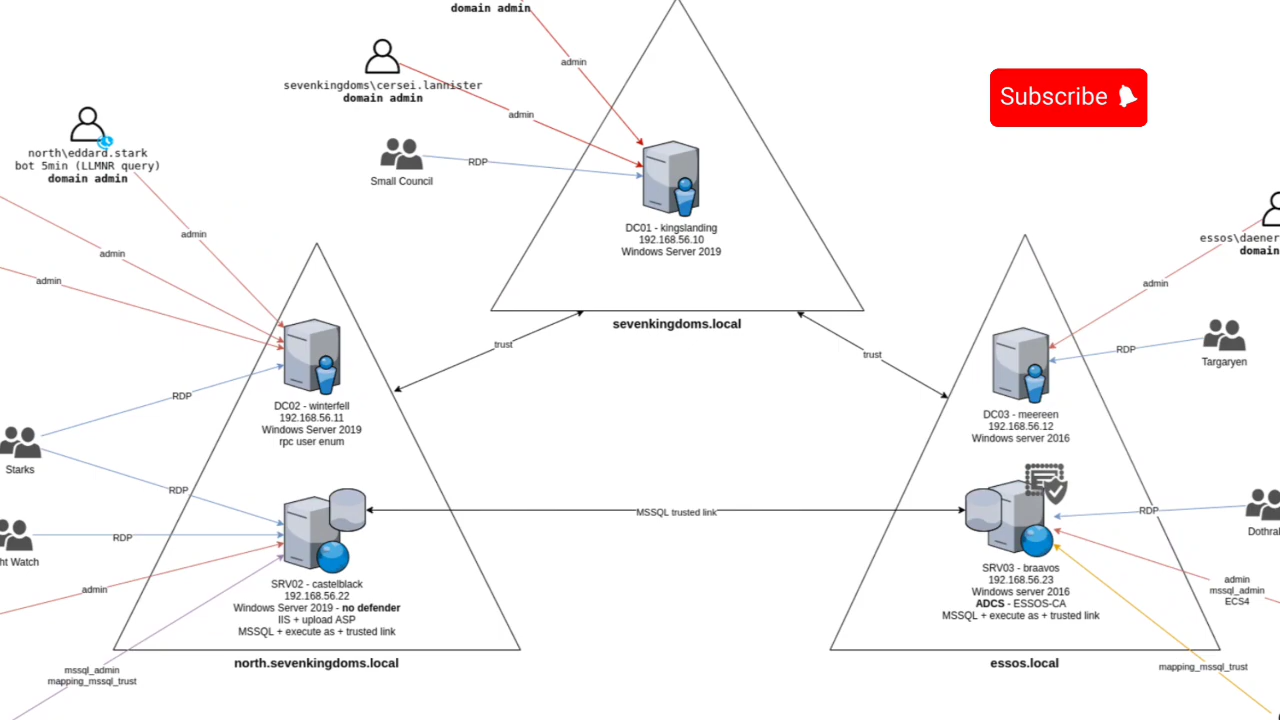 domain admin
admin
sevenkingdoms\cersei.lannister
domain admin
admin
Subscribe
north\eddard.stark
bot 5min (LLMNR query)
domain admin
RDP
Small Council
DC01 - kingslanding
192.168.56.10
Windows Server 2019
admin
admin
admin
sevenkingdoms.local
trust
trust
admin
Targaryen
RDP
DC02 - winterfell
192.168.56.11
Windows Server 2019
rpc user enum
RDP
Starks
RDP
DC03 - meereen
192.168.56.12
Windows server 2016
MSSQL trusted link
RDP
RDP
SRV02 - castelblack
192.168.56.22
Windows Server 2019 - no defender
IIS + upload ASP
MSSQL + execute as + trusted link
admin
SRV03 - braavos
192.168.56.23
Windows server 2016
ADCS - ESSOS-CA
MSSQL + execute as + trusted link
admin
mssql_admin
ECS4
north.sevenkingdoms.local
essos.local
mssql_admin
mapping_mssql_trust
mapping_mssql_trust
Watch
domain